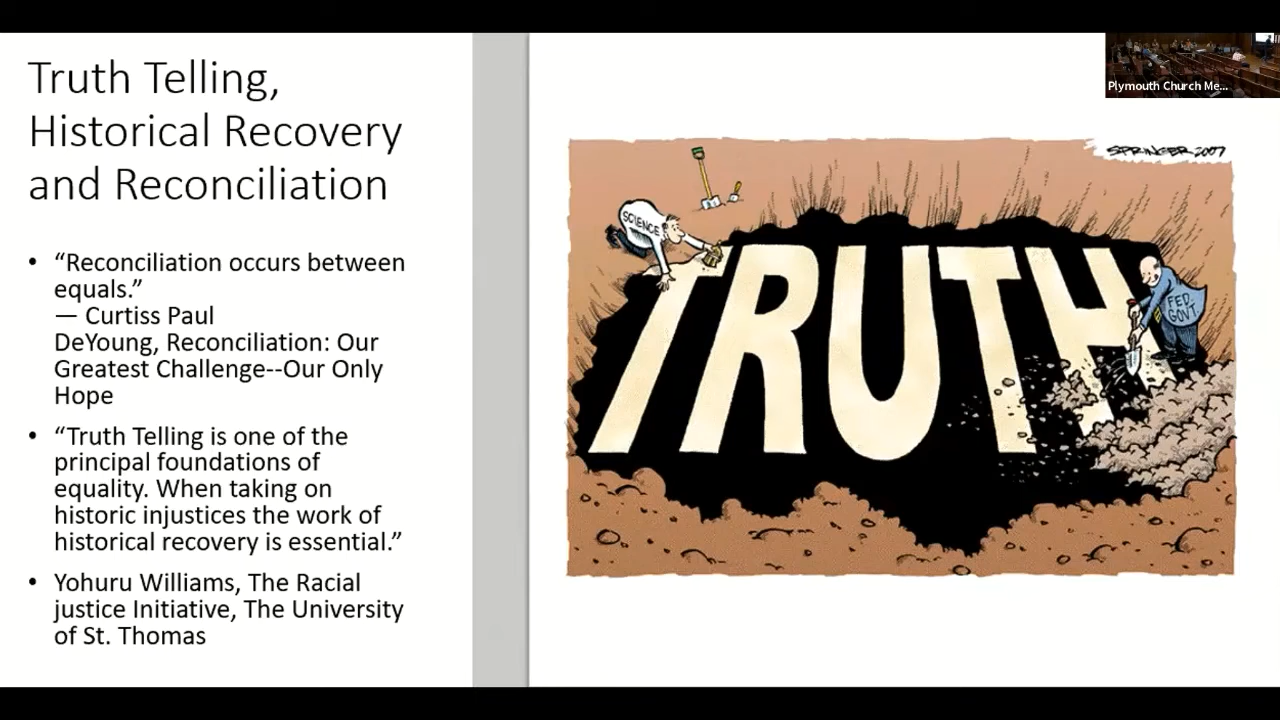 Truth Telling,
Historical Recovery
and Reconciliation
• “Reconciliation occurs between
equals.”
— Curtiss Paul
DeYoung, Reconciliation: Our
Greatest Challenge--Our Only
Hope
• “Truth Telling is one of the
principal foundations of
equality. When taking on
historic injustices the work of
historical recovery is essential.”
• Yohuru Williams, The Racial
justice Initiative, The University
of St. Thomas
Plymouth Church Me...
SPRINGER 2007
SCIENCE
TRUTH
FED.
GOVT.